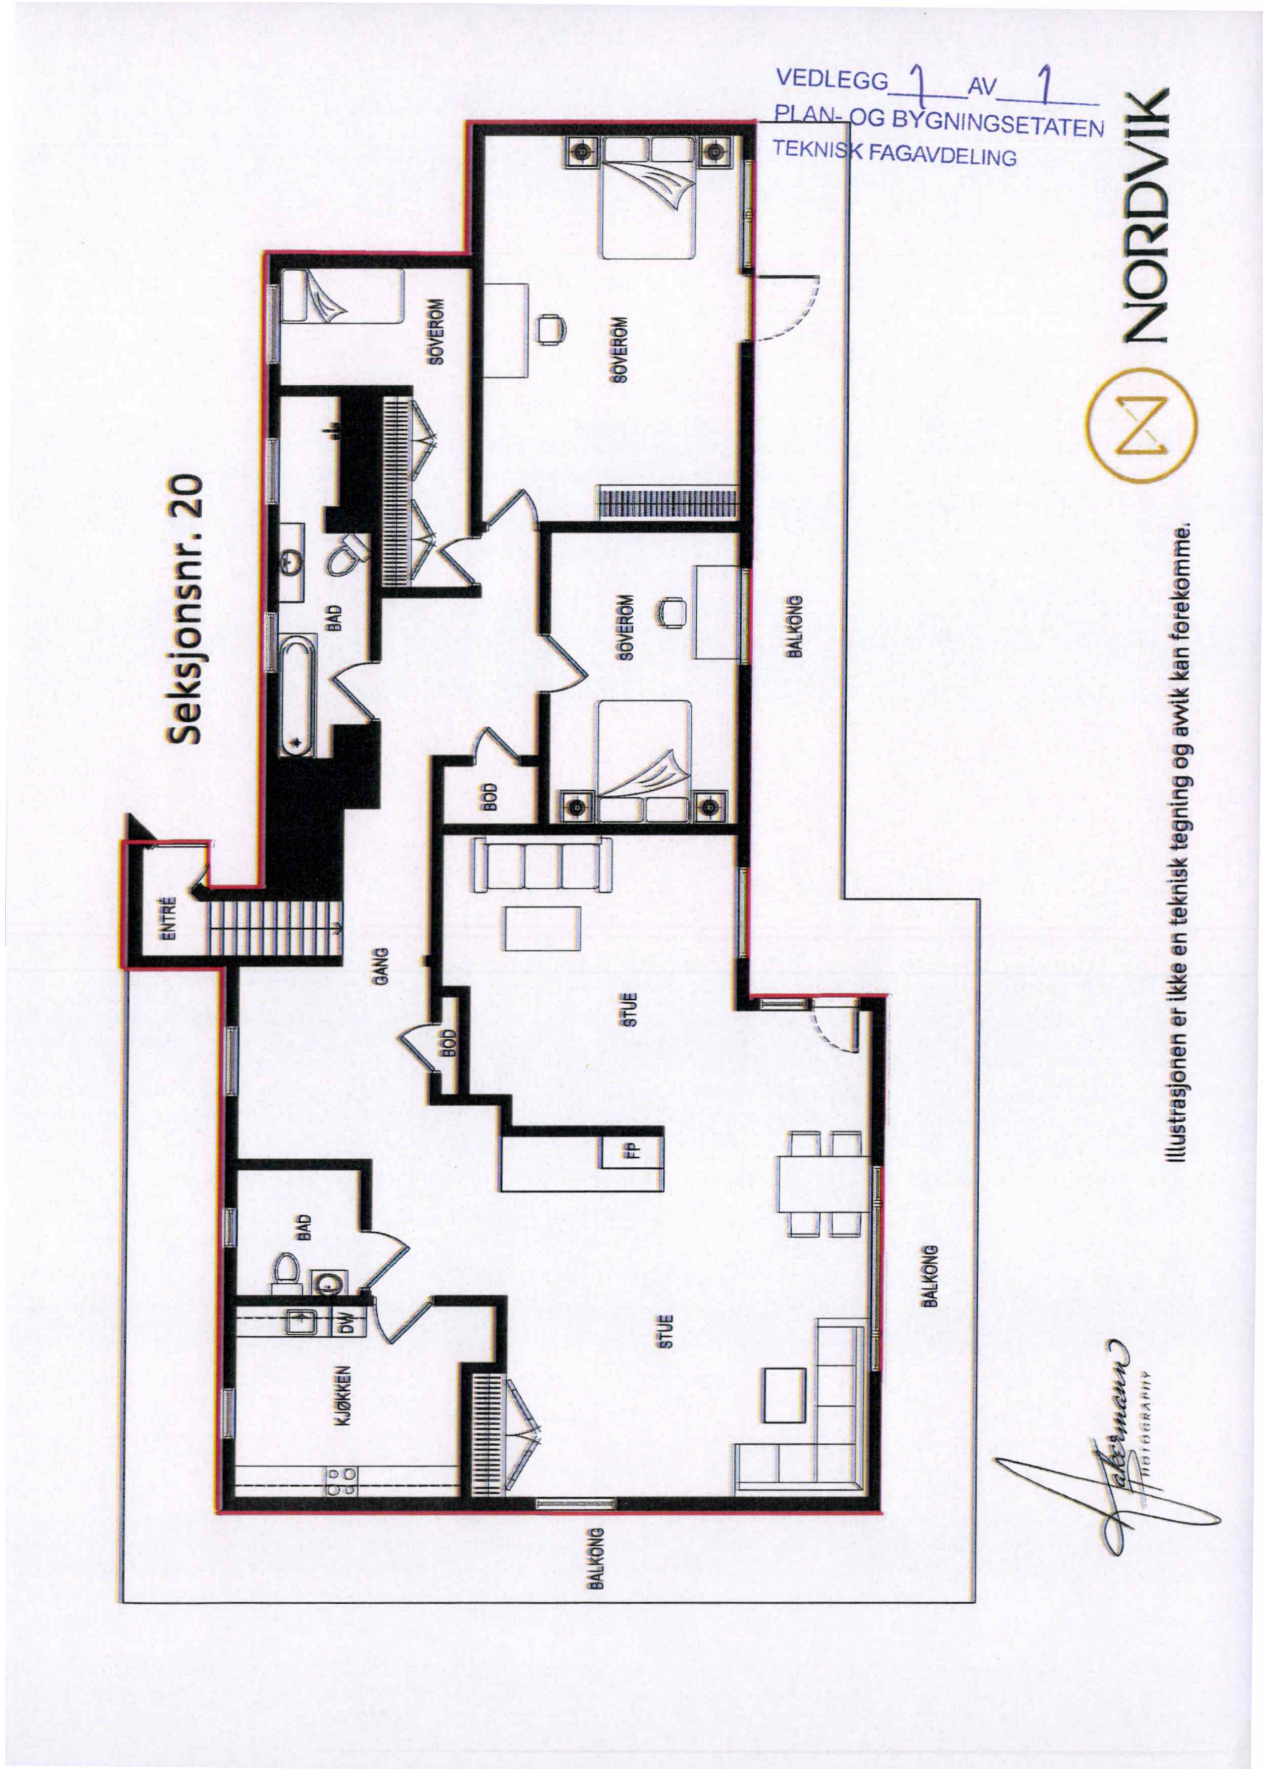 VEDLEGG 1 AV 1
PLAN- OG BYGNINGSETATEN
TEKNISK FAGAVDELING
NORDVIK
Seksjonsnr. 20
SOVEROM
SOVEROM
BAD
SOVEROM
BALKONG
BOD
ENTRÉ
GANG
BOD
STUE
FP
BAD
DW
KJØKKEN
STUE
BALKONG
BALKONG
Illustrasjonen er ikke en teknisk tegning og avvik kan forekomme.
Aakermann
PHOTOGRAPHY